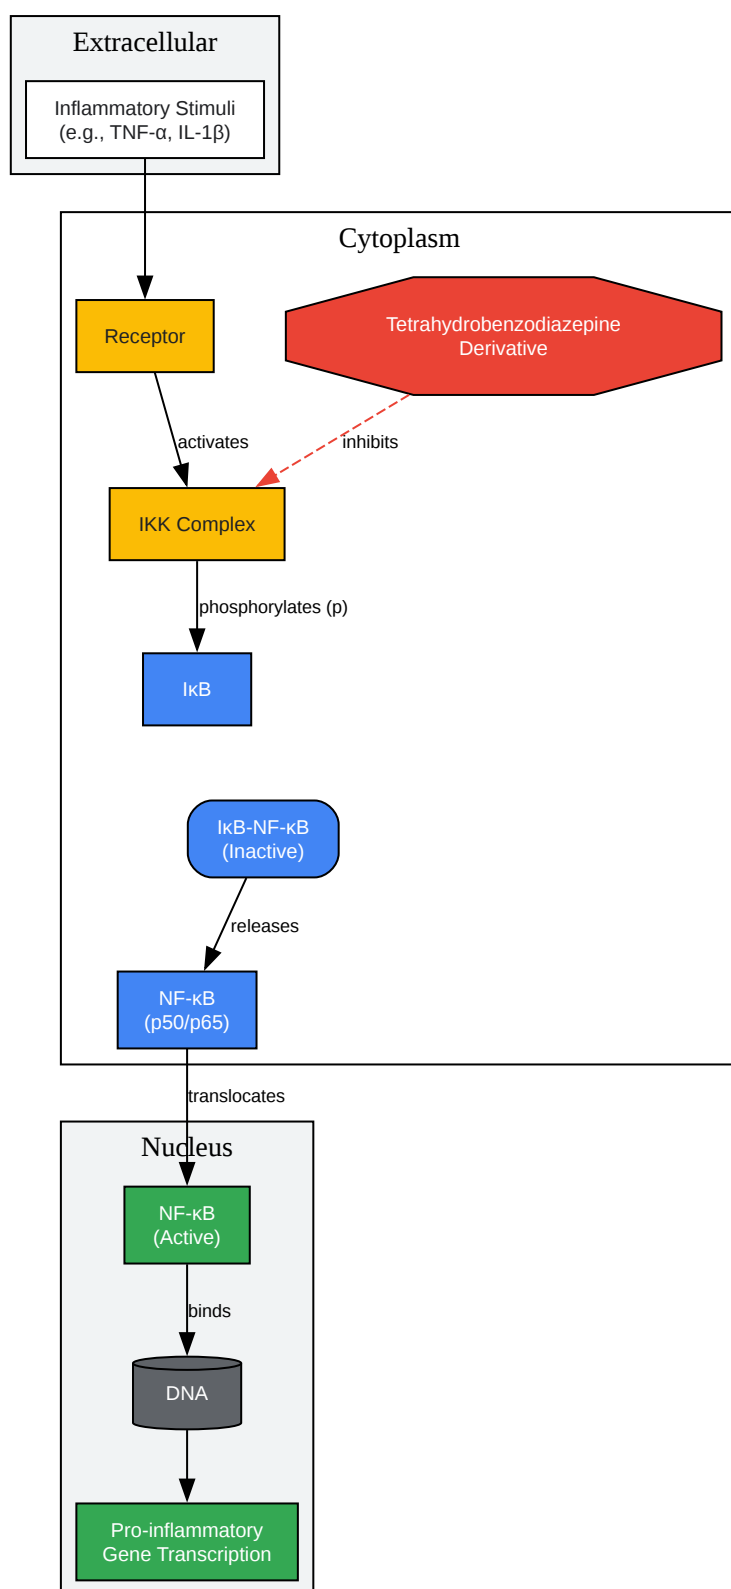 Extracellular
Inflammatory Stimuli
(e.g., TNF-α, IL-1β)
Cytoplasm
Receptor
Tetrahydrobenzodiazepine
Derivative
activates
inhibits
IKK Complex
phosphorylates (p)
IκB
IκB-NF-κB
(Inactive)
releases
NF-κB
(p50/p65)
translocates
Nucleus
NF-κB
(Active)
binds
DNA
Pro-inflammatory
Gene Transcription